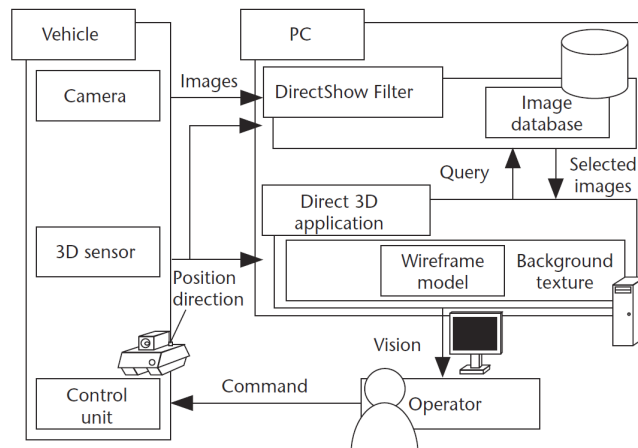 Vehicle
PC
Camera
Images
DirectShow Filter
Image
database
Query
Selected
images
Direct 3D
application
3D sensor
Position
direction
Wireframe
model
Background
texture
Vision
Control
unit
Command
Operator